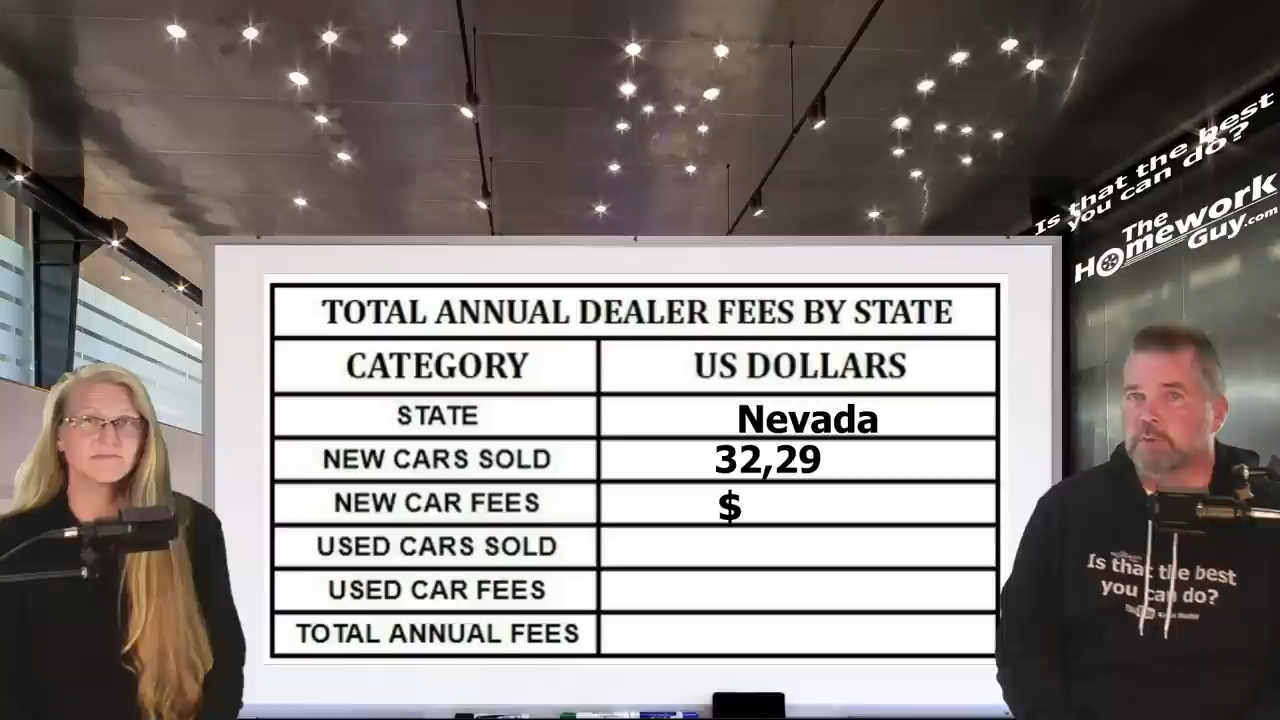 Is that the best
you can do?
The
Homework
Guy.com
TOTAL ANNUAL DEALER FEES BY STATE
CATEGORY US DOLLARS
STATE Nevada
NEW CARS SOLD 32,29
NEW CAR FEES $
USED CARS SOLD
USED CAR FEES
TOTAL ANNUAL FEES
Is that the best
you can do?